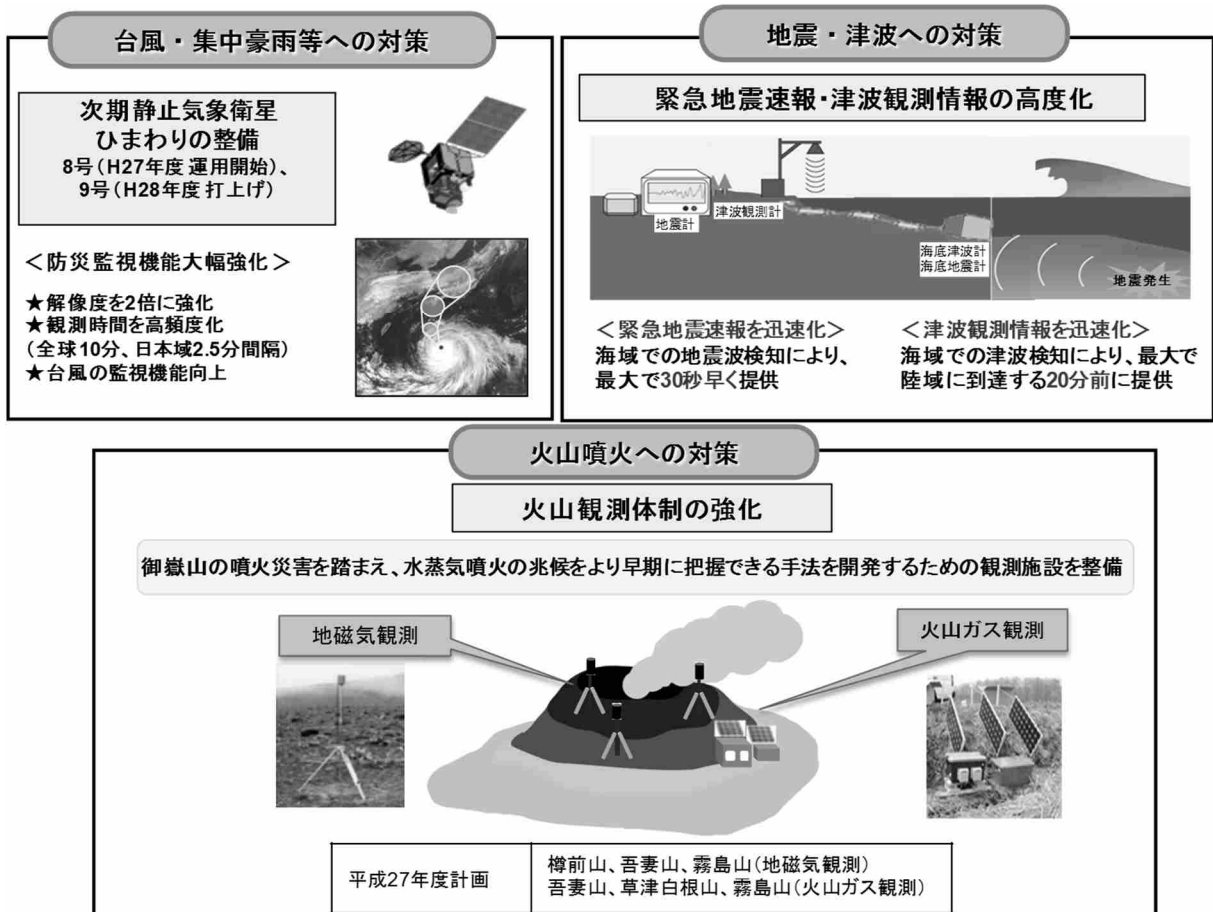 台風・集中豪雨等への対策
次期静止気象衛星
ひまわりの整備
8号(H27年度 運用開始)、
9号(H28年度 打上げ)
＜防災監視機能大幅強化＞
★解像度を2倍に強化
★観測時間を高頻度化
(全球10分、日本域2.5分間隔)
★台風の監視機能向上
地震・津波への対策
緊急地震速報・津波観測情報の高度化
地震計
津波観測計
海底津波計
海底地震計
地震発生
＜緊急地震速報を迅速化＞
海域での地震波検知により、
最大で30秒早く提供
＜津波観測情報を迅速化＞
海域での津波検知により、最大で
陸域に到達する20分前に提供
火山噴火への対策
火山観測体制の強化
御嶽山の噴火災害を踏まえ、水蒸気噴火の兆候をより早期に把握できる手法を開発するための観測施設を整備
地磁気観測
火山ガス観測
平成27年度計画
樽前山、吾妻山、霧島山(地磁気観測)
吾妻山、草津白根山、霧島山(火山ガス観測)